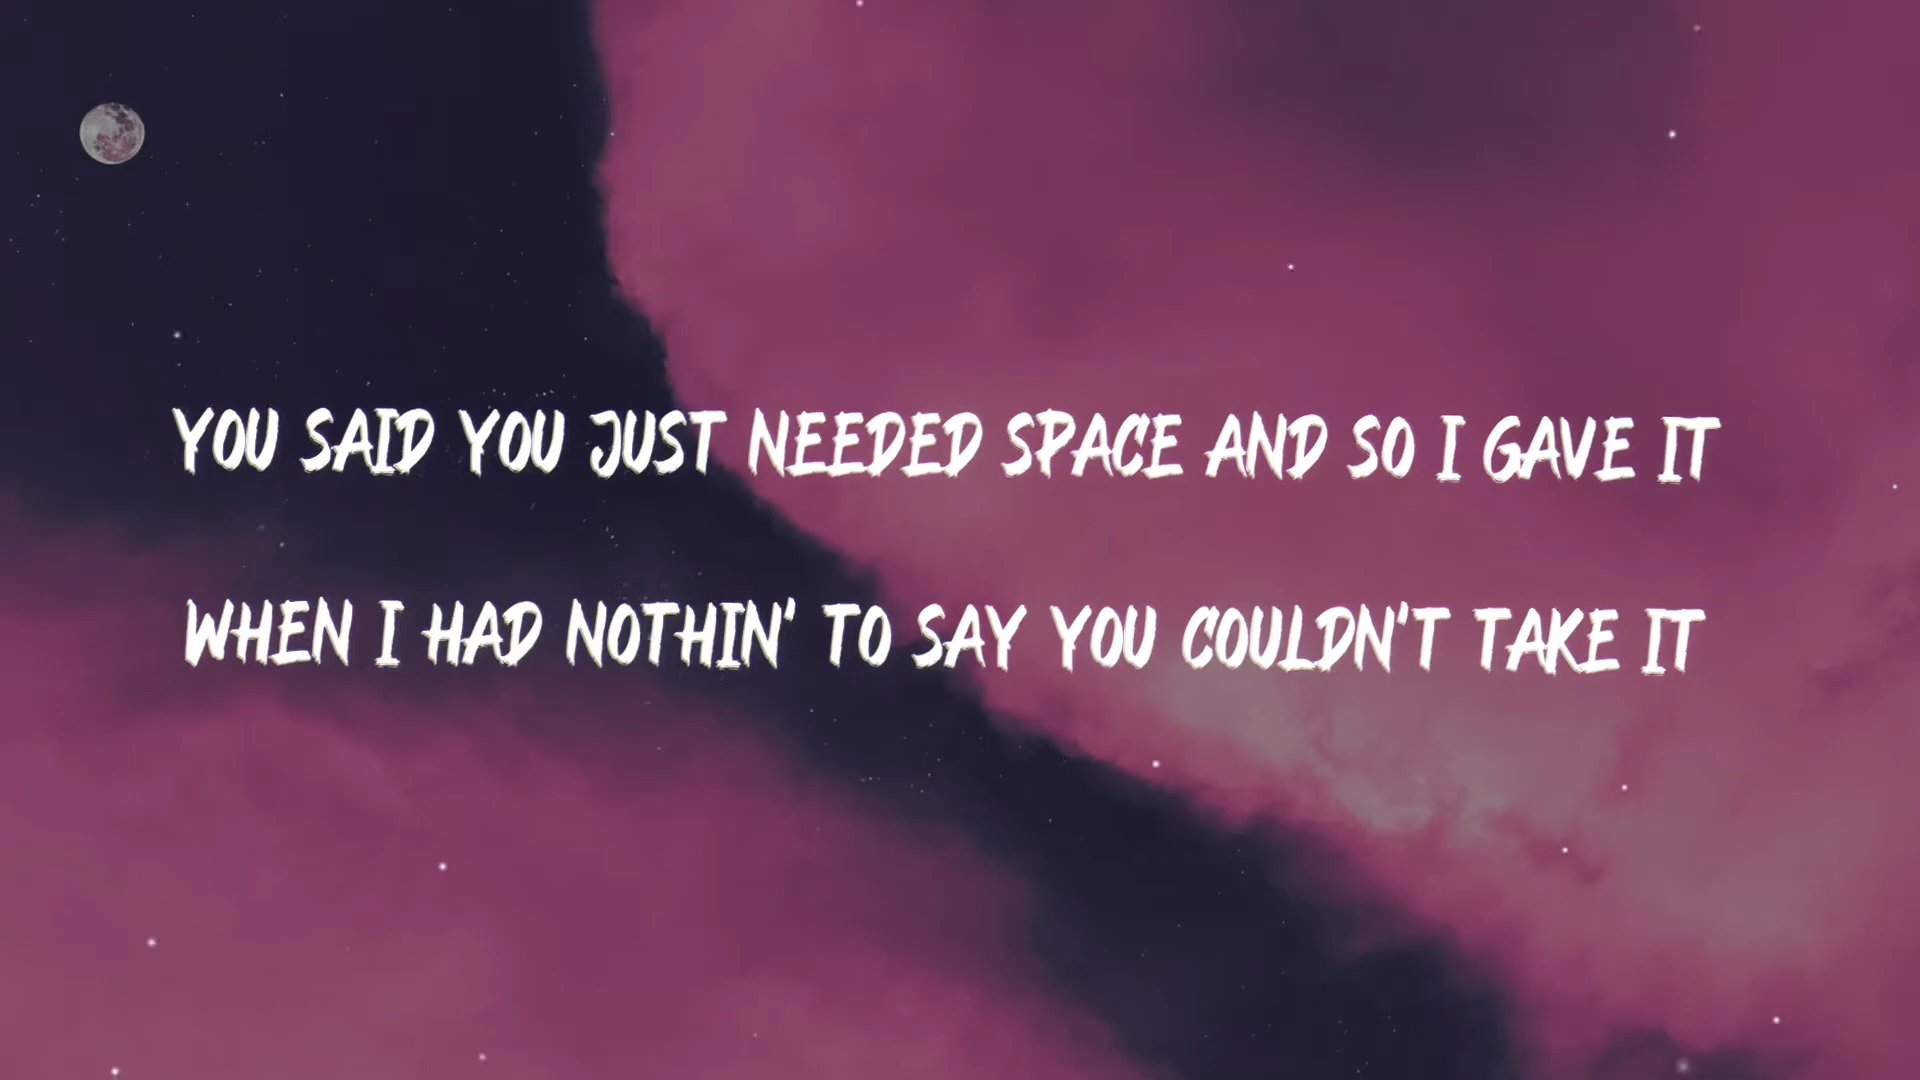 YOU SAID YOU JUST NEEDED SPACE AND SO I GAVE IT
WHEN I HAD NOTHIN' TO SAY YOU COULDN'T TAKE IT